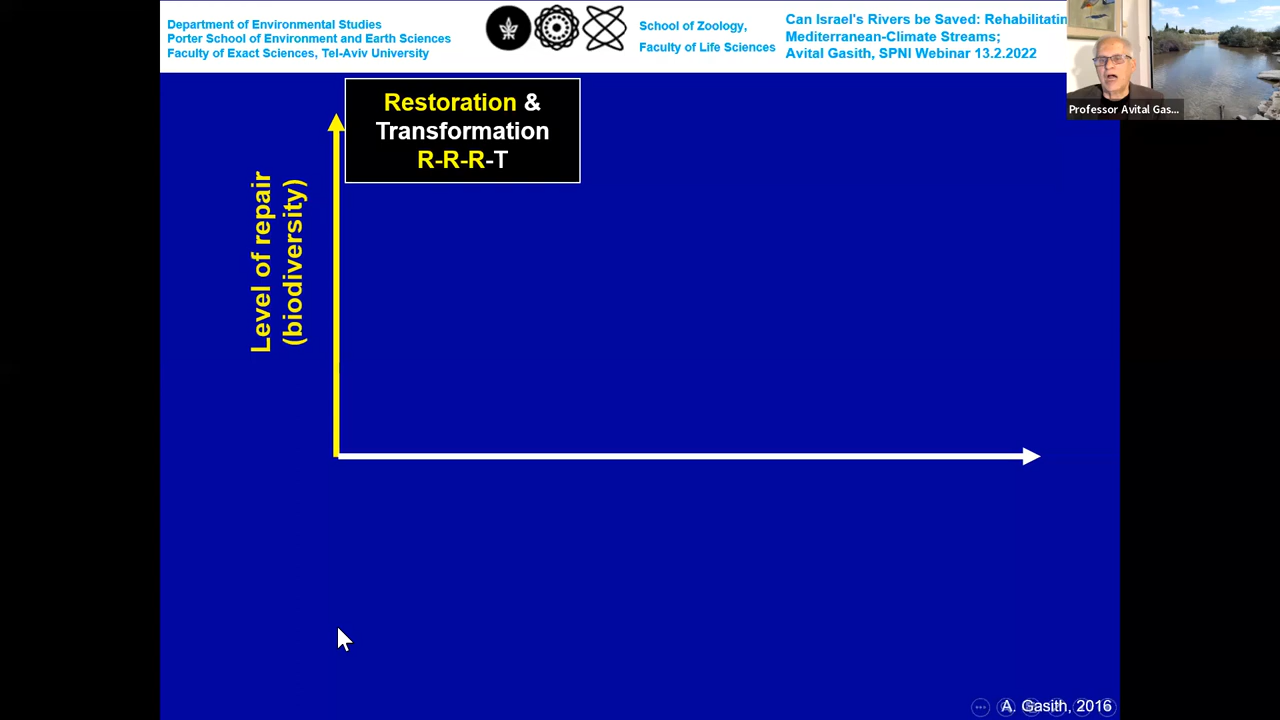 Department of Environmental Studies
Porter School of Environment and Earth Sciences
Faculty of Exact Sciences, Tel-Aviv University
School of Zoology,
Faculty of Life Sciences
Can Israel's Rivers be Saved: Rehabilitatin
Mediterranean-Climate Streams;
Avital Gasith, SPNI Webinar 13.2.2022
Professor Avital Gas...
Restoration &
Transformation
R-R-R-T
Level of repair
(biodiversity)
A. Gasith, 2016